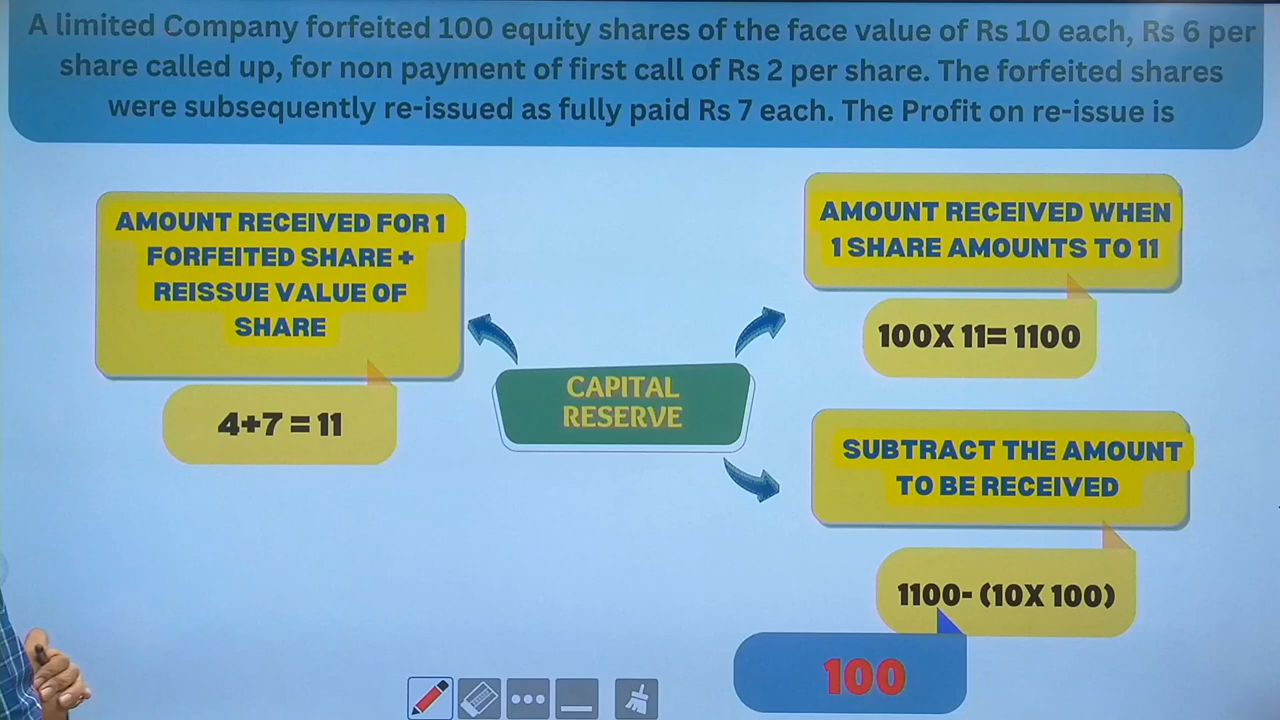 A limited Company forfeited 100 equity shares of the face value of Rs 10 each, Rs 6 per
share called up, for non payment of first call of Rs 2 per share. The forfeited shares
were subsequently re-issued as fully paid Rs 7 each. The Profit on re-issue is
AMOUNT RECEIVED FOR 1
FORFEITED SHARE +
REISSUE VALUE OF
SHARE
4+7 = 11
CAPITAL
RESERVE
AMOUNT RECEIVED WHEN
1 SHARE AMOUNTS TO 11
100X 11= 1100
SUBTRACT THE AMOUNT
TO BE RECEIVED
1100- (10X 100)
100